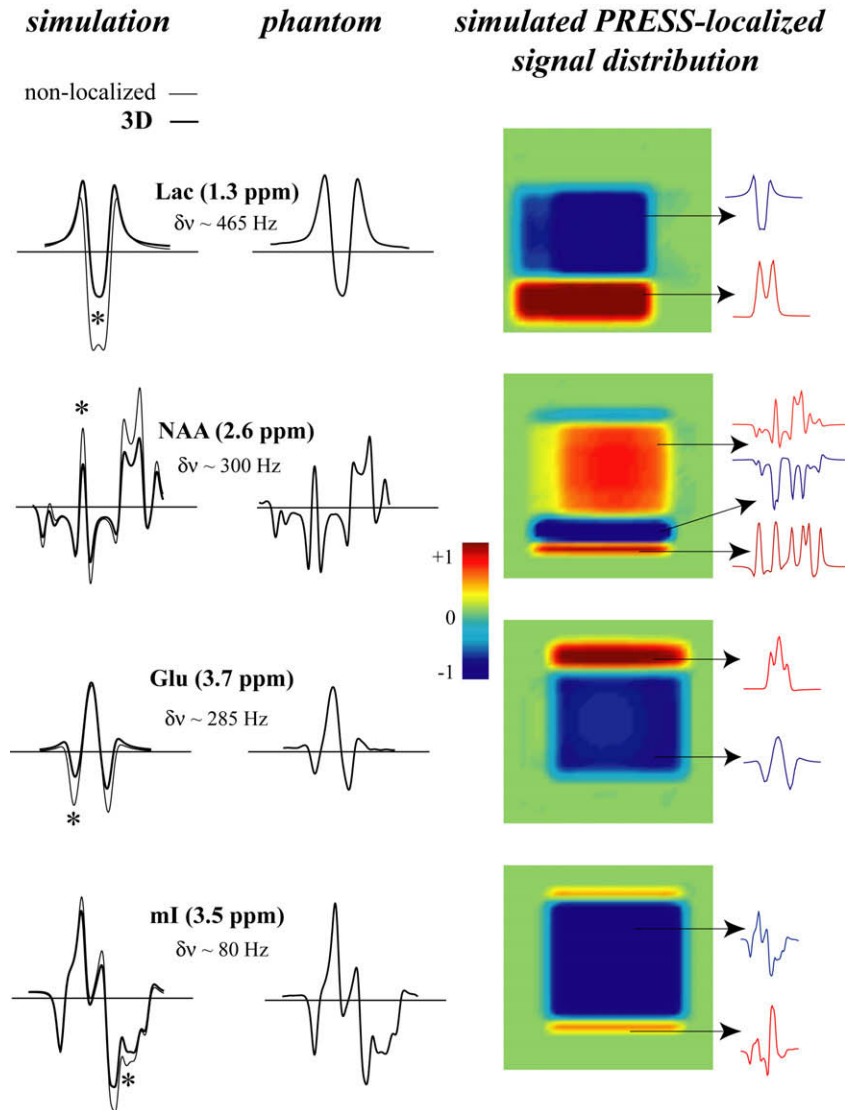 simulation
phantom
simulated PRESS-localized
signal distribution
non-localized
3D
Lac (1.3 ppm)
δν ~ 465 Hz
*
*
NAA (2.6 ppm)
δν ~ 300 Hz
+1
0
-1
Glu (3.7 ppm)
δν ~ 285 Hz
*
mI (3.5 ppm)
δν ~ 80 Hz
*